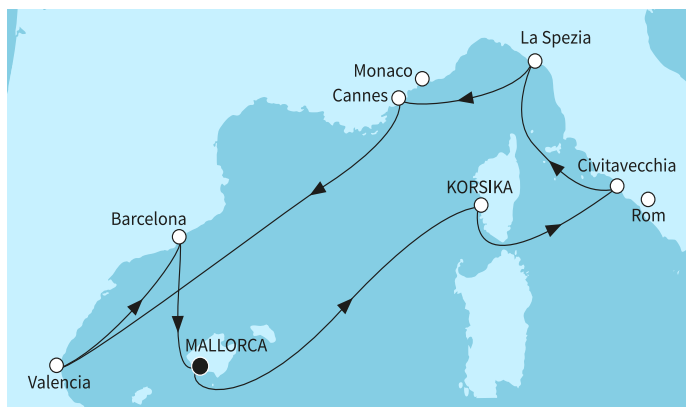 La Spezia
Monaco
Cannes
Civitavecchia
KORSIKA
Rom
Barcelona
MALLORCA
Valencia